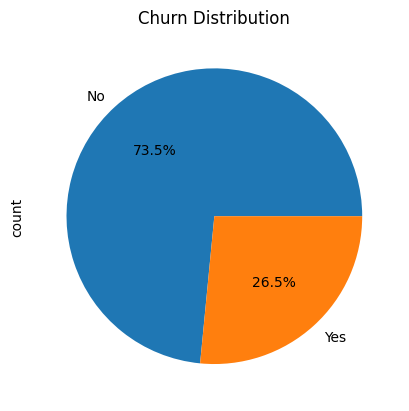 Churn Distribution
No
73.5%
count
26.5%
Yes